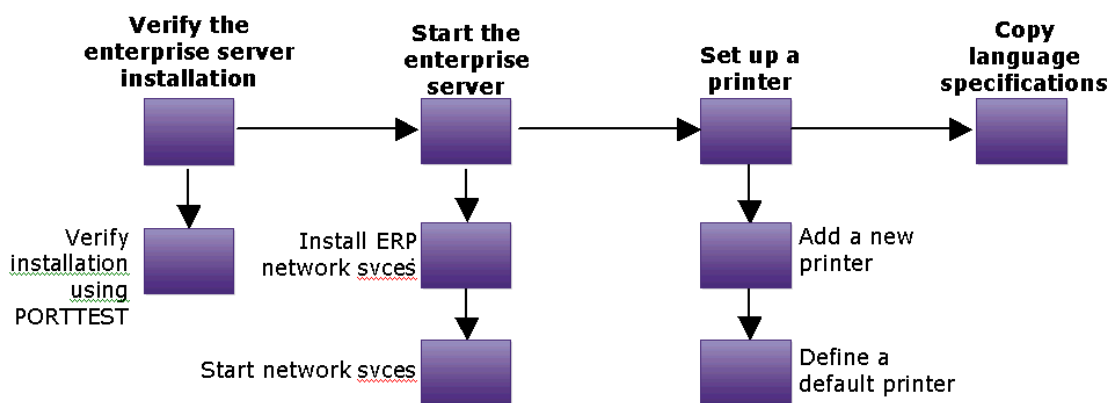 Verify the
enterprise server
installation
Start the
enterprise
server
Set up a
printer
Copy
language
specifications
Verify
installation
using
PORTTEST
Install ERP
network svces
Add a new
printer
Start network svces
Define a
default printer